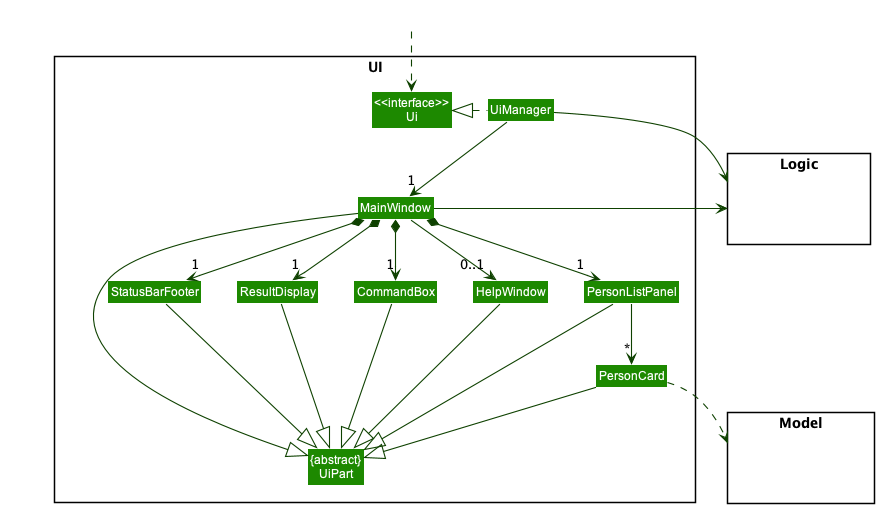 UI
<<interface>>
Ui
UiManager
Logic
1
MainWindow
1
1
1
0..1
1
StatusBarFooter
ResultDisplay
CommandBox
HelpWindow
PersonListPanel
*
PersonCard
Model
{abstract}
UiPart